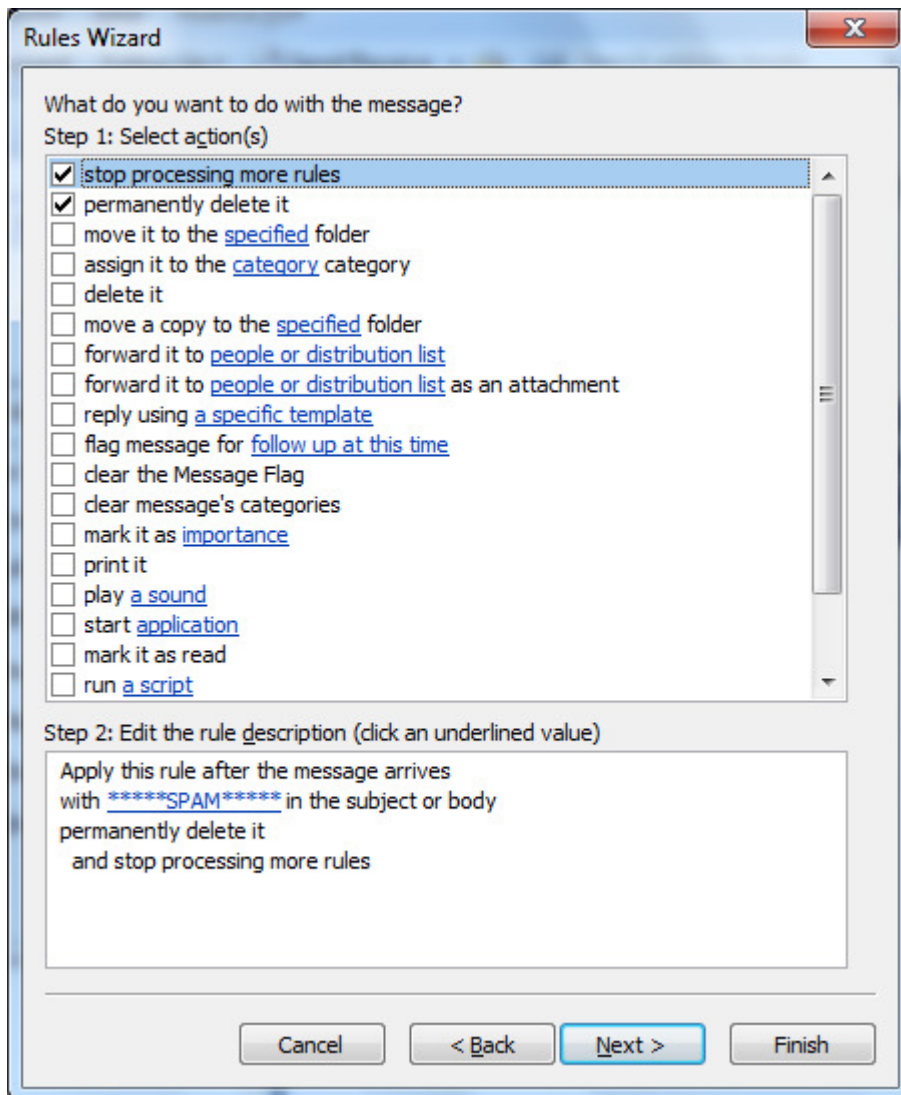 Rules Wizard
What do you want to do with the message?
Step 1: Select action(s)
stop processing more rules
permanently delete it
move it to the specified folder
assign it to the category category
delete it
move a copy to the specified folder
forward it to people or distribution list
forward it to people or distribution list as an attachment
reply using a specific template
flag message for follow up at this time
clear the Message Flag
clear message's categories
mark it as importance
print it
play a sound
start application
mark it as read
run a script
Step 2: Edit the rule description (click an underlined value)
Apply this rule after the message arrives
with *****SPAM***** in the subject or body
permanently delete it
and stop processing more rules
Cancel
< Back
Next >
Finish